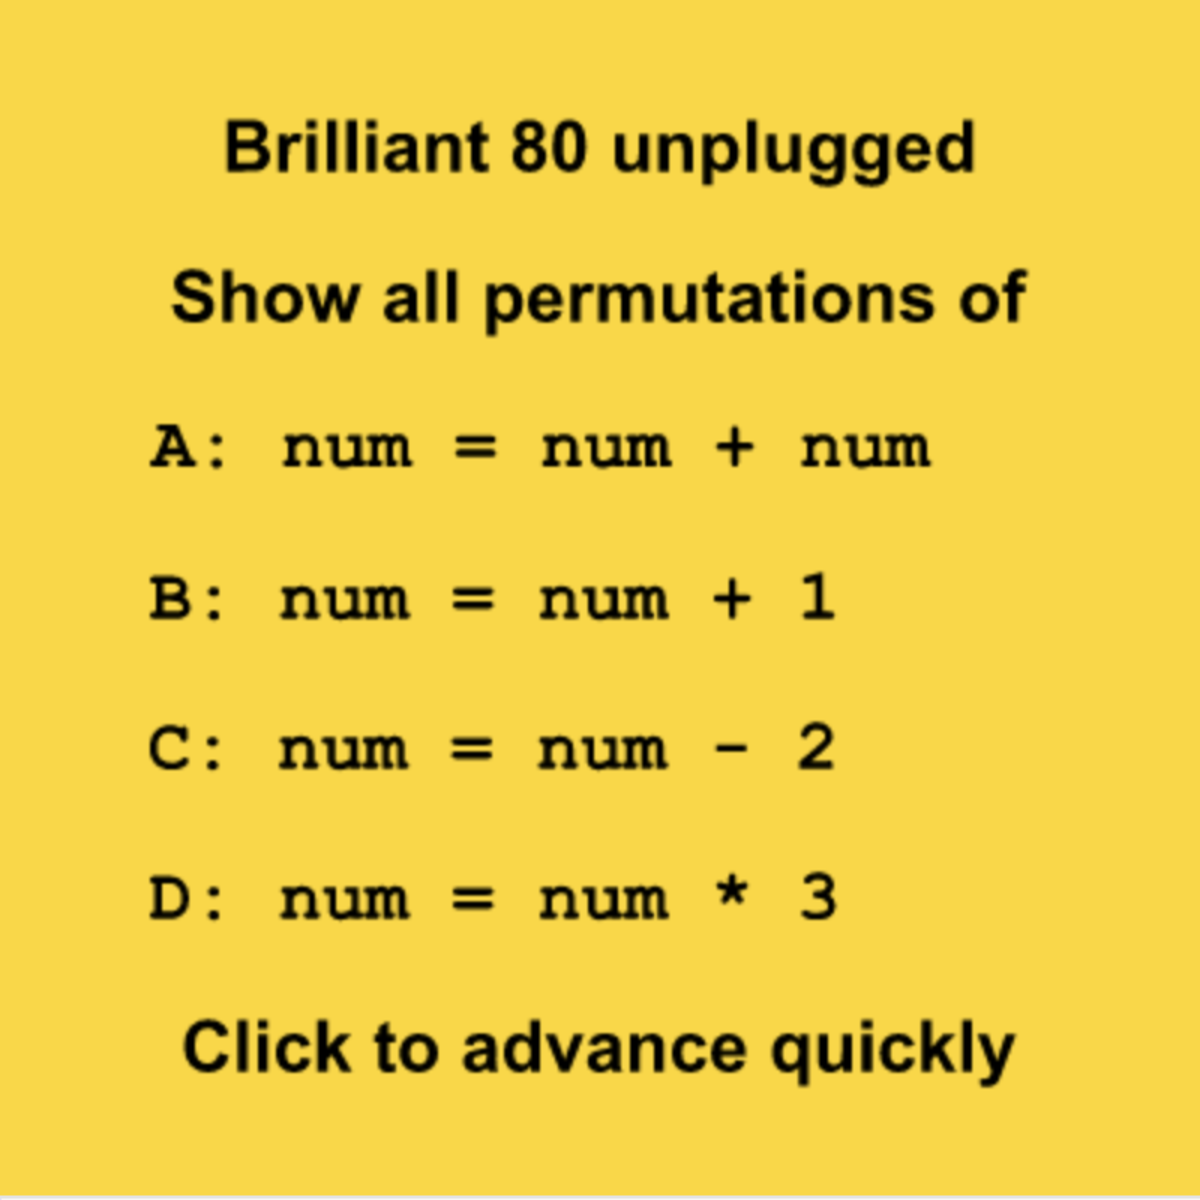 Brilliant 80 unplugged
Show all permutations of
A: num = num + num
B: num = num + 1
C: num = num - 2
D: num = num * 3
Click to advance quickly